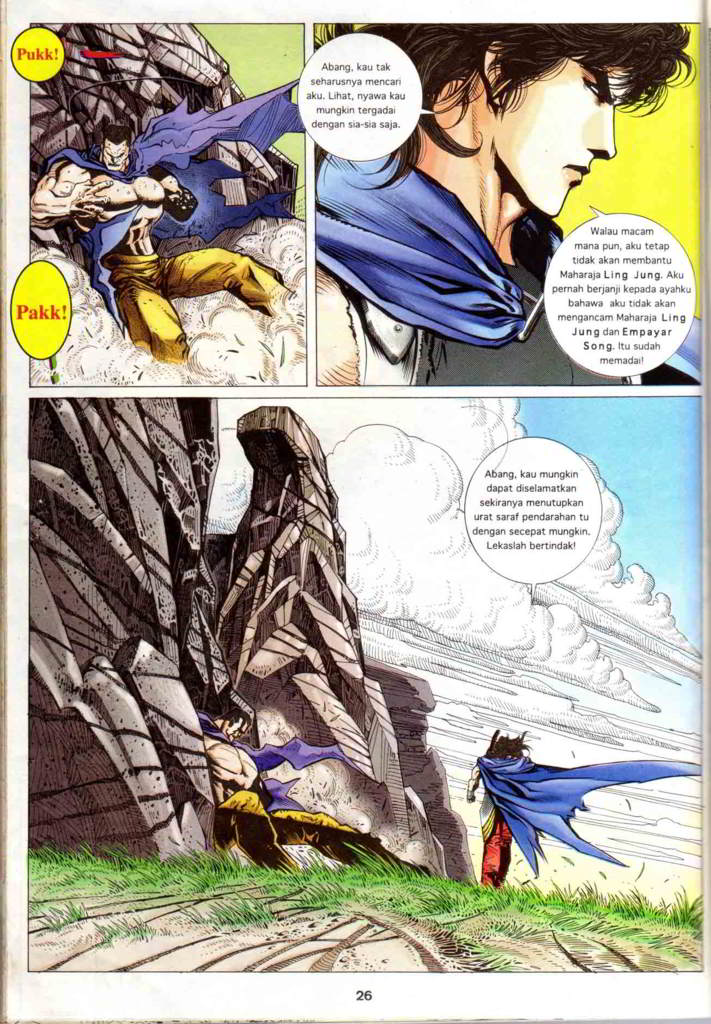 Pukk!
Pakk!
Abang, kau tak
seharusnya mencari
aku. Lihat, nyawa kau
mungkin tergadai
dengan sia-sia saja.
Walau macam
mana pun, aku tetap
tidak akan membantu
Maharaja Ling Jung. Aku
pernah berjanji kepada ayahku
bahawa aku tidak akan
mengancam Maharaja Ling
Jung dan Empayar
Song. Itu sudah
memadai!
Abang, kau mungkin
dapat diselamatkan
sekiranya menutupkan
urat saraf pendarahan tu
dengan secepat mungkin.
Lekaslah bertindak!
26